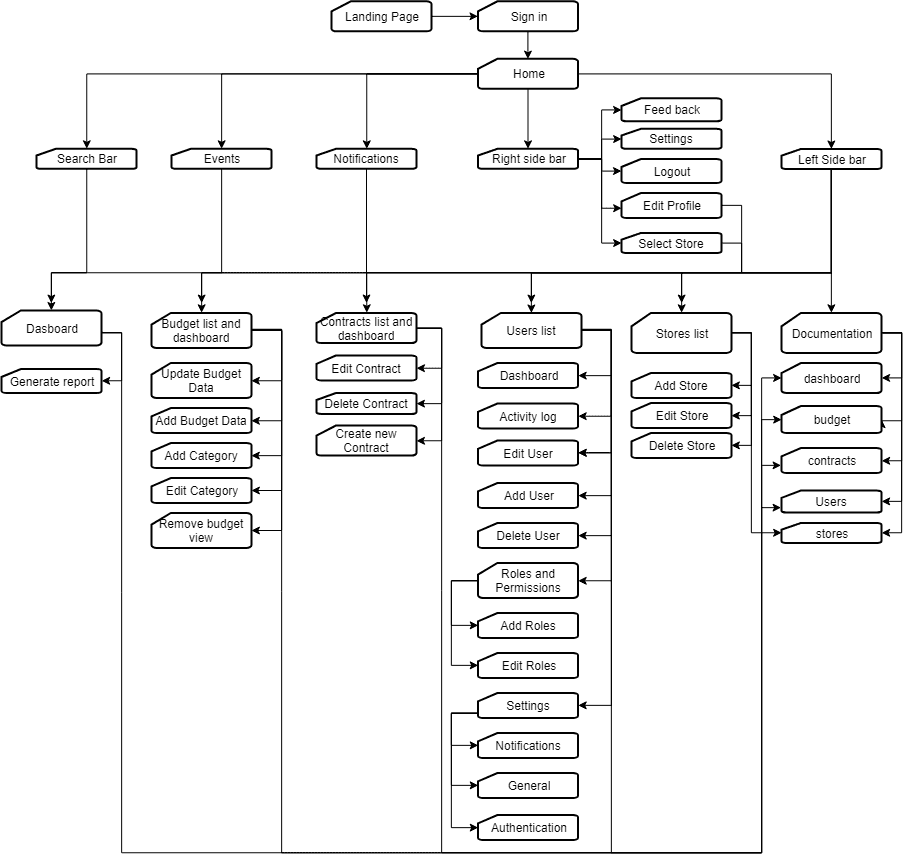 Landing Page
Sign in
Home
Feed back
Settings
Logout
Edit Profile
Select Store
Search Bar
Events
Notifications
Right side bar
Left Side bar
Dasboard
Generate report
Budget list and
dashboard
Update Budget
Data
Add Budget Data
Add Category
Edit Category
Remove budget
view
Contracts list and
dashboard
Edit Contract
Delete Contract
Create new
Contract
Users list
Dashboard
Activity log
Edit User
Add User
Delete User
Roles and
Permissions
Add Roles
Edit Roles
Settings
Notifications
General
Authentication
Stores list
Add Store
Edit Store
Delete Store
Documentation
dashboard
budget
contracts
Users
stores